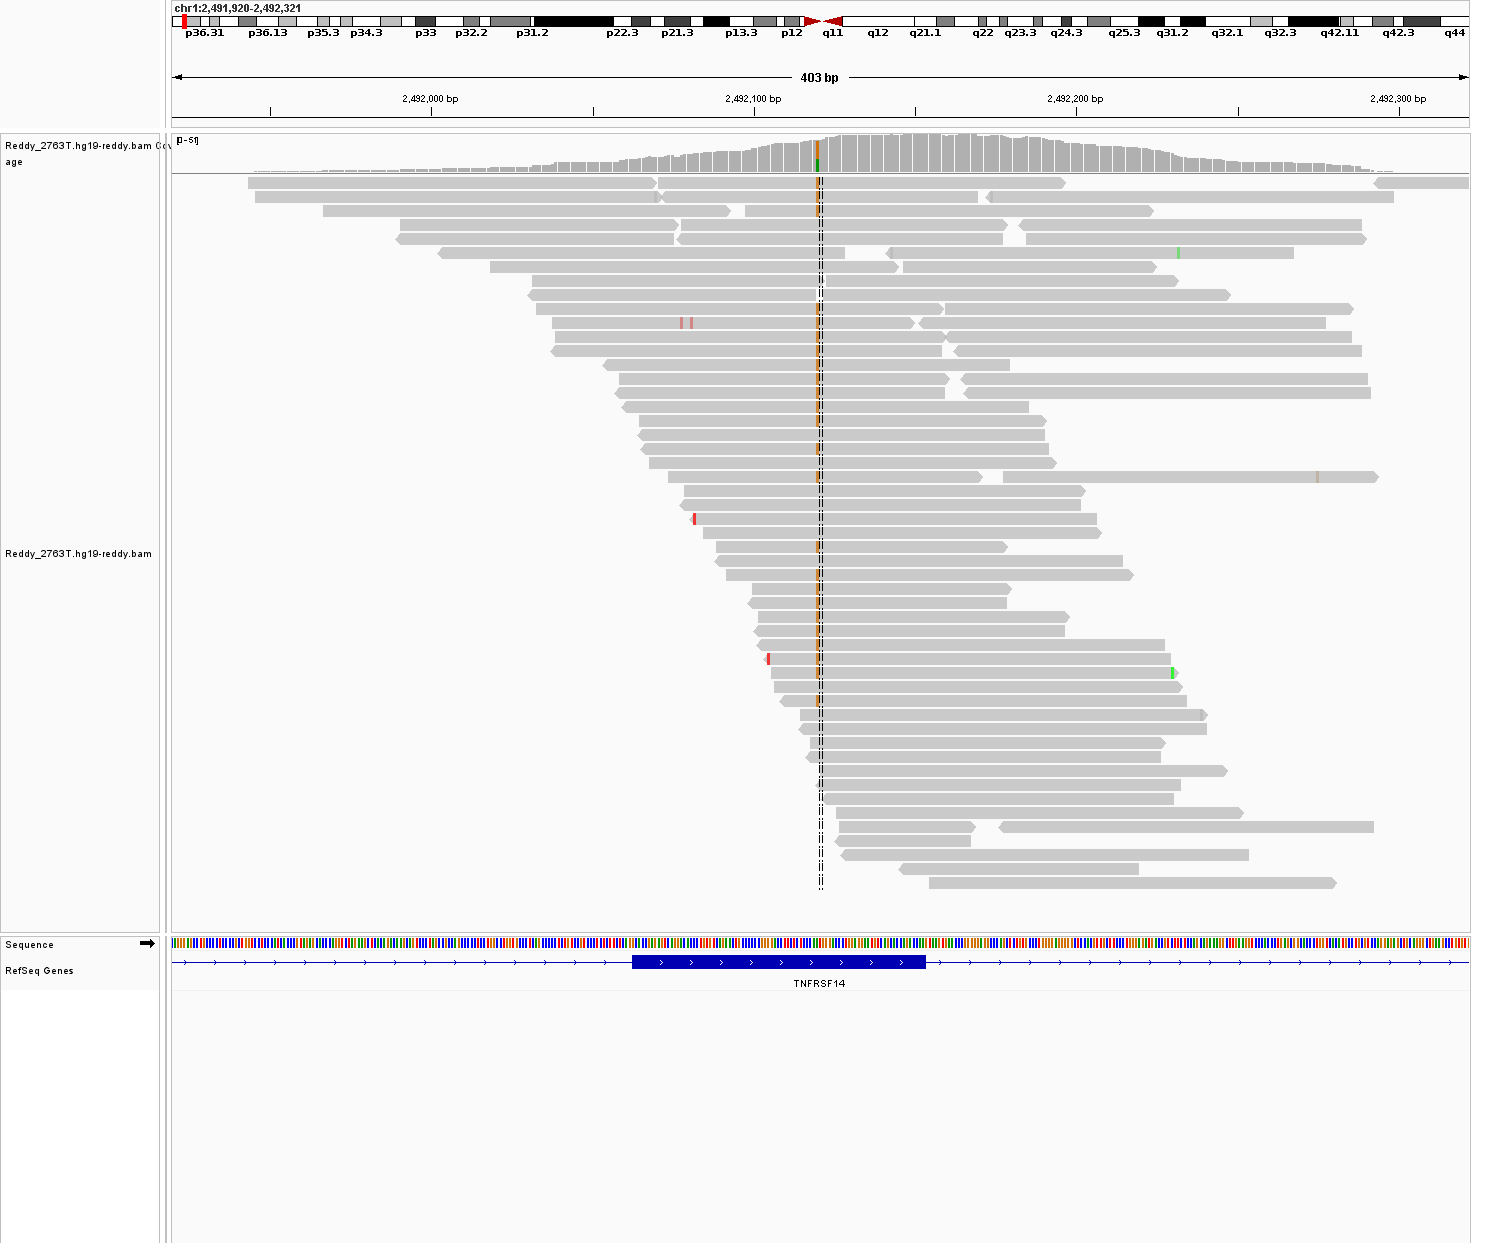 chr1:2,491,920-2,492,321
p36.31 p36.13 p35.3 p34.3 p33 p32.2 p31.2 p22.3 p21.3 p13.3 p12 q11 q12 q21.1 q22 q23.3 q24.3 q25.3 q31.2 q32.1 q32.3 q42.11 q42.3 q44
403 bp
2,492,000 bp 2,492,100 bp 2,492,200 bp 2,492,300 bp
Reddy_2763T.hg19-reddy.bam Cov
age
[0-51]
Reddy_2763T.hg19-reddy.bam
Sequence
RefSeq Genes
TNFRSF14